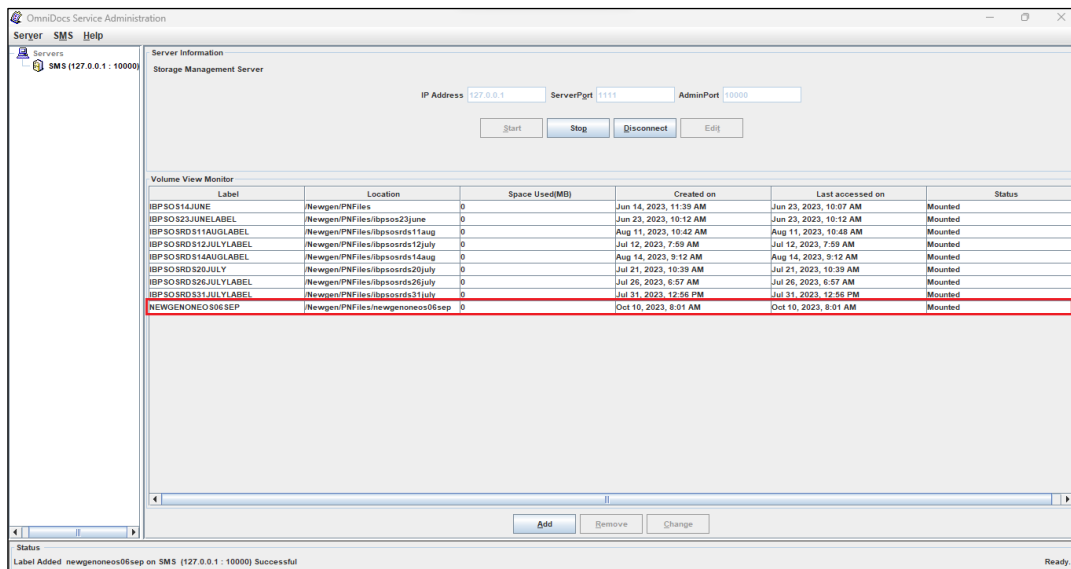 OmniDocs Service Administration
Server SMS Help
Servers
SMS (127.0.0.1 : 10000)
Server Information
Storage Management Server
IP Address 127.0.0.1 ServerPort 1111 AdminPort 10000
Start Stop Disconnect Edit
Volume View Monitor
Label Location Space Used(MB) Created on Last accessed on Status
IBPSOS14JUNE /Newgen/PNFiles 0 Jun 14, 2023, 11:39 AM Jun 23, 2023, 10:07 AM Mounted
IBPSOS23JUNELABEL /Newgen/PNFiles/ibpsos23june 0 Jun 23, 2023, 10:12 AM Jun 23, 2023, 10:12 AM Mounted
IBPSOSRDS11AUGLABEL /Newgen/PNFiles/ibpsosrds11aug 0 Aug 11, 2023, 10:42 AM Aug 11, 2023, 10:48 AM Mounted
IBPSOSRDS12JULYLABEL /Newgen/PNFiles/ibpsosrds12july 0 Jul 12, 2023, 7:59 AM Jul 12, 2023, 7:59 AM Mounted
IBPSOSRDS14AUGLABEL /Newgen/PNFiles/ibpsosrds14aug 0 Aug 14, 2023, 9:12 AM Aug 14, 2023, 9:12 AM Mounted
IBPSOSRDS20JULY /Newgen/PNFiles/ibpsosrds20july 0 Jul 21, 2023, 10:39 AM Jul 21, 2023, 10:39 AM Mounted
IBPSOSRDS26JULYLABEL /Newgen/PNFiles/ibpsosrds26july 0 Jul 26, 2023, 6:57 AM Jul 26, 2023, 6:57 AM Mounted
IBPSOSRDS31JULYLABEL /Newgen/PNFiles/ibpsosrds31july 0 Jul 31, 2023, 12:56 PM Jul 31, 2023, 12:56 PM Mounted
NEWGENONEOS06SEP /Newgen/PNFiles/newgenoneos06sep 0 Oct 10, 2023, 8:01 AM Oct 10, 2023, 8:01 AM Mounted
Add Remove Change
Status
Label Added newgenoneos06sep on SMS (127.0.0.1 : 10000) Successful Ready.